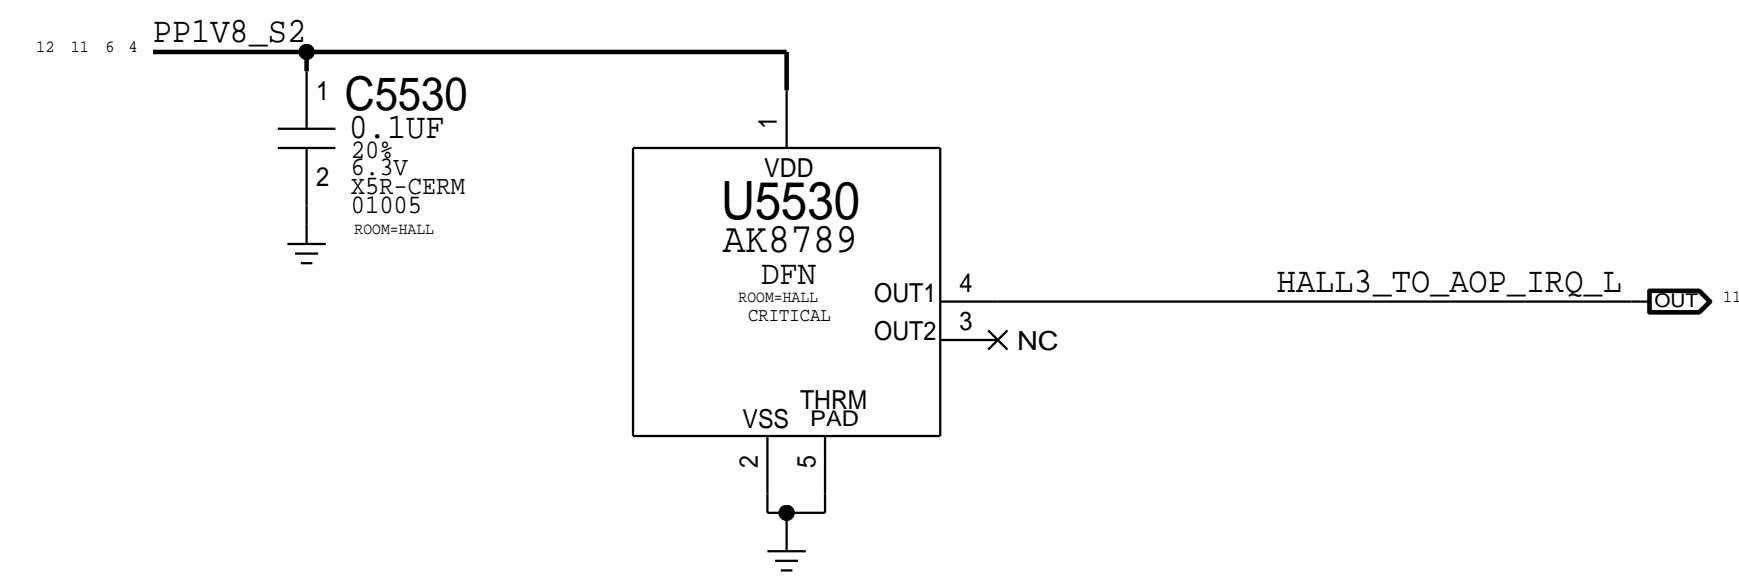 PP1V8_S2
12 11 6 4
1
C5530
0.1UF
20%
6.3V
X5R-CERM
01005
ROOM=HALL
2
1
VDD
U5530
AK8789
DFN
ROOM=HALL
CRITICAL
OUT1
4
HALL3_TO_AOP_IRQ_L
OUT
11
OUT2
3
NC
THRM
PAD
VSS
2
5